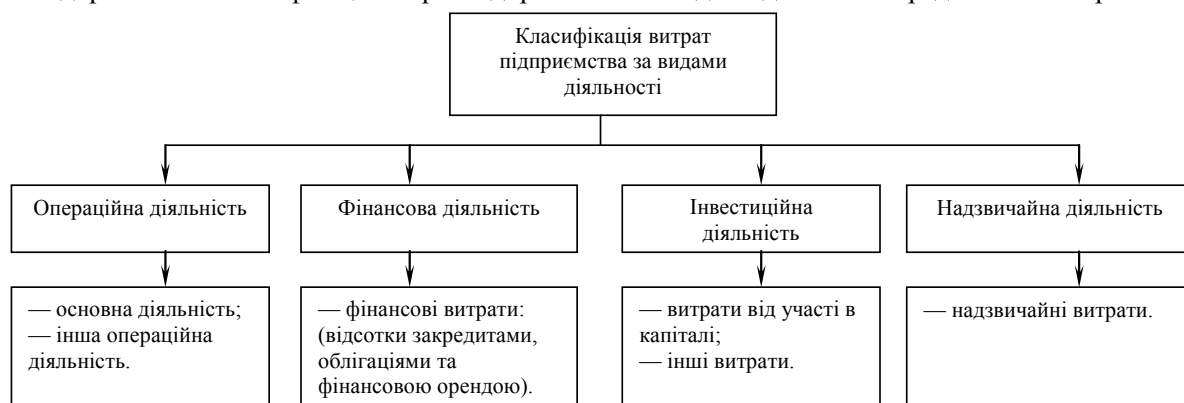 Класифікація витрат
підприємства за видами
діяльності
Операційна діяльність
Фінансова діяльність
Інвестиційна
діяльність
Надзвичайна діяльність
— основна діяльність;
— інша операційна
діяльність.
— фінансові витрати:
(відсотки закредитами,
облігаціями та
фінансовою орендою).
— витрати від участі в
капіталі;
— інші витрати.
— надзвичайні витрати.